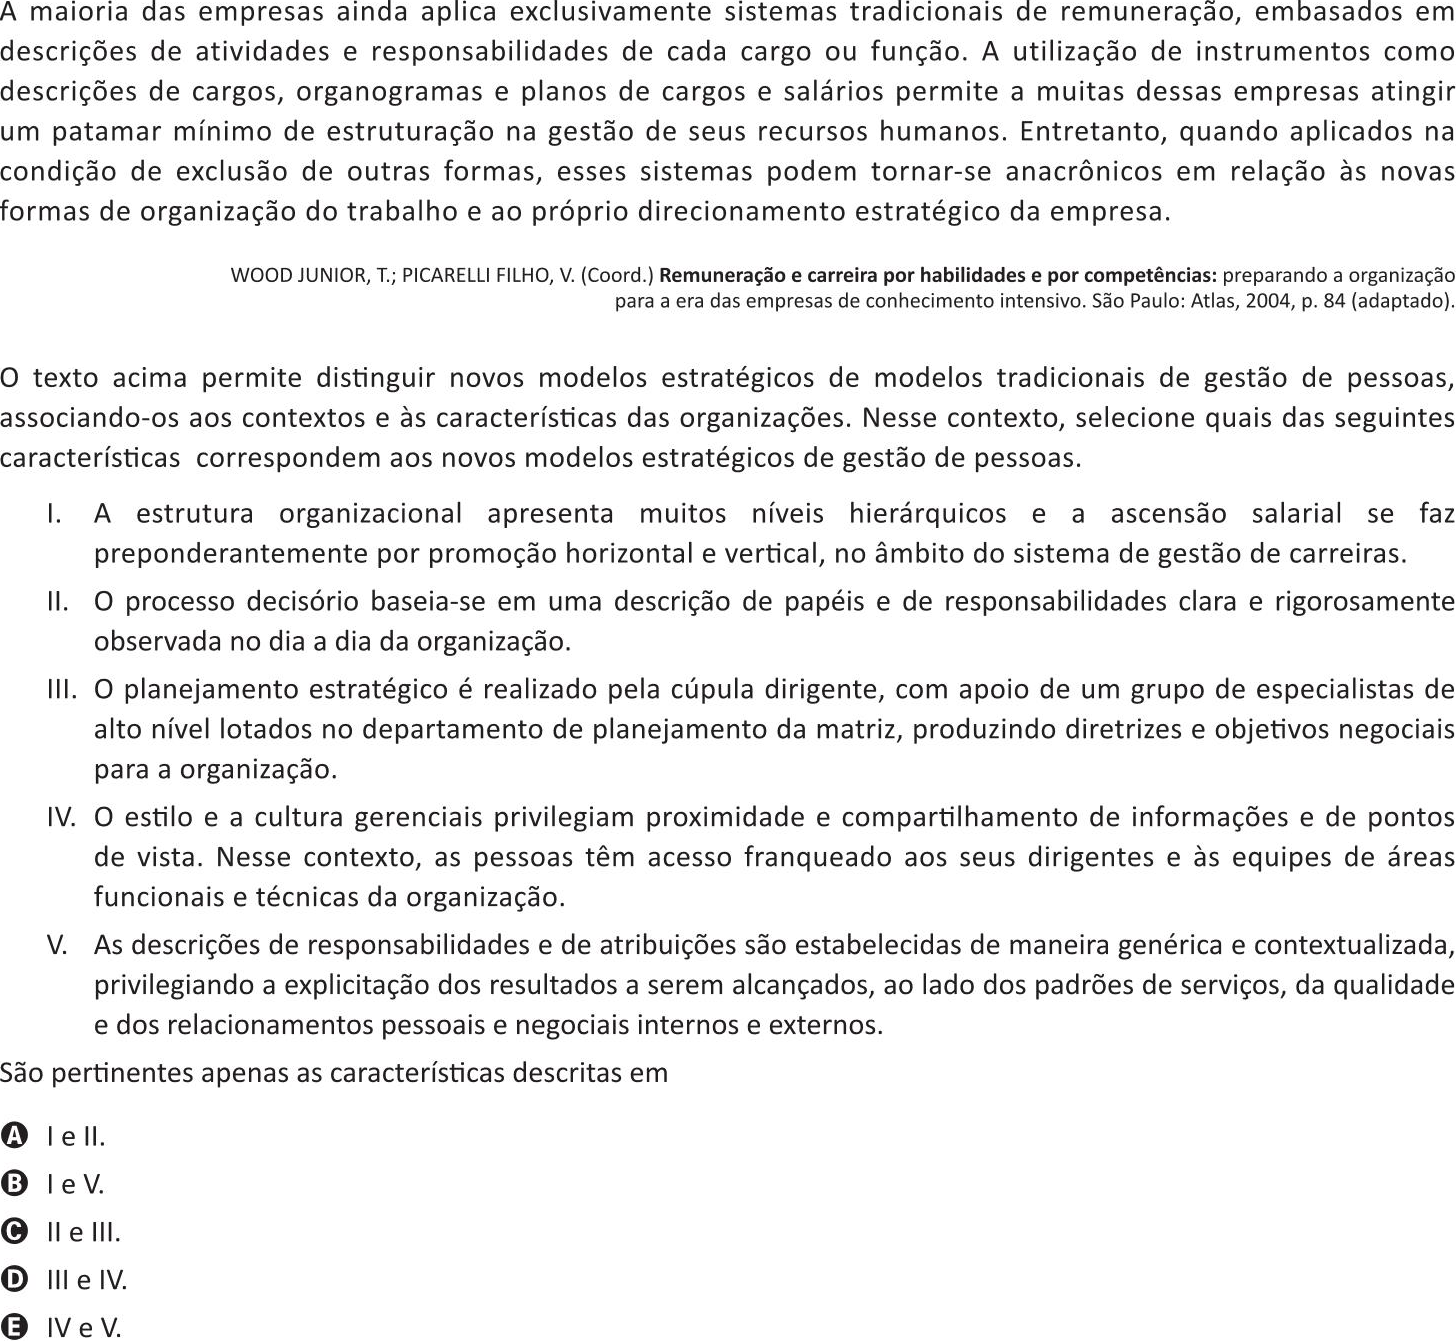 A maioria das empresas ainda aplica exclusivamente sistemas tradicionais de remuneração, embasados em
descrições de atividades e responsabilidades de cada cargo ou função. A utilização de instrumentos como
descrições de cargos, organogramas e planos de cargos e salários permite a muitas dessas empresas atingir
um patamar mínimo de estruturação na gestão de seus recursos humanos. Entretanto, quando aplicados na
condição de exclusão de outras formas, esses sistemas podem tornar-se anacrônicos em relação às novas
formas de organização do trabalho e ao próprio direcionamento estratégico da empresa.
WOOD JUNIOR, T.; PICARELLI FILHO, V. (Coord.) Remuneração e carreira por habilidades e por competências: preparando a organização
para a era das empresas de conhecimento intensivo. São Paulo: Atlas, 2004, p. 84 (adaptado).
O texto acima permite distinguir novos modelos estratégicos de modelos tradicionais de gestão de pessoas,
associando-os aos contextos e às características das organizações. Nesse contexto, selecione quais das seguintes
características correspondem aos novos modelos estratégicos de gestão de pessoas.
I. A estrutura organizacional apresenta muitos níveis hierárquicos e a ascensão salarial se faz
preponderantemente por promoção horizontal e vertical, no âmbito do sistema de gestão de carreiras.
II. O processo decisório baseia-se em uma descrição de papéis e de responsabilidades clara e rigorosamente
observada no dia a dia da organização.
III. O planejamento estratégico é realizado pela cúpula dirigente, com apoio de um grupo de especialistas de
alto nível lotados no departamento de planejamento da matriz, produzindo diretrizes e objetivos negociais
para a organização.
IV. O estilo e a cultura gerenciais privilegiam proximidade e compartilhamento de informações e de pontos
de vista. Nesse contexto, as pessoas têm acesso franqueado aos seus dirigentes e às equipes de áreas
funcionais e técnicas da organização.
V. As descrições de responsabilidades e de atribuições são estabelecidas de maneira genérica e contextualizada,
privilegiando a explicitação dos resultados a serem alcançados, ao lado dos padrões de serviços, da qualidade
e dos relacionamentos pessoais e negociais internos e externos.
São pertinentes apenas as características descritas em
A I e II.
B I e V.
C II e III.
D III e IV.
E IV e V.